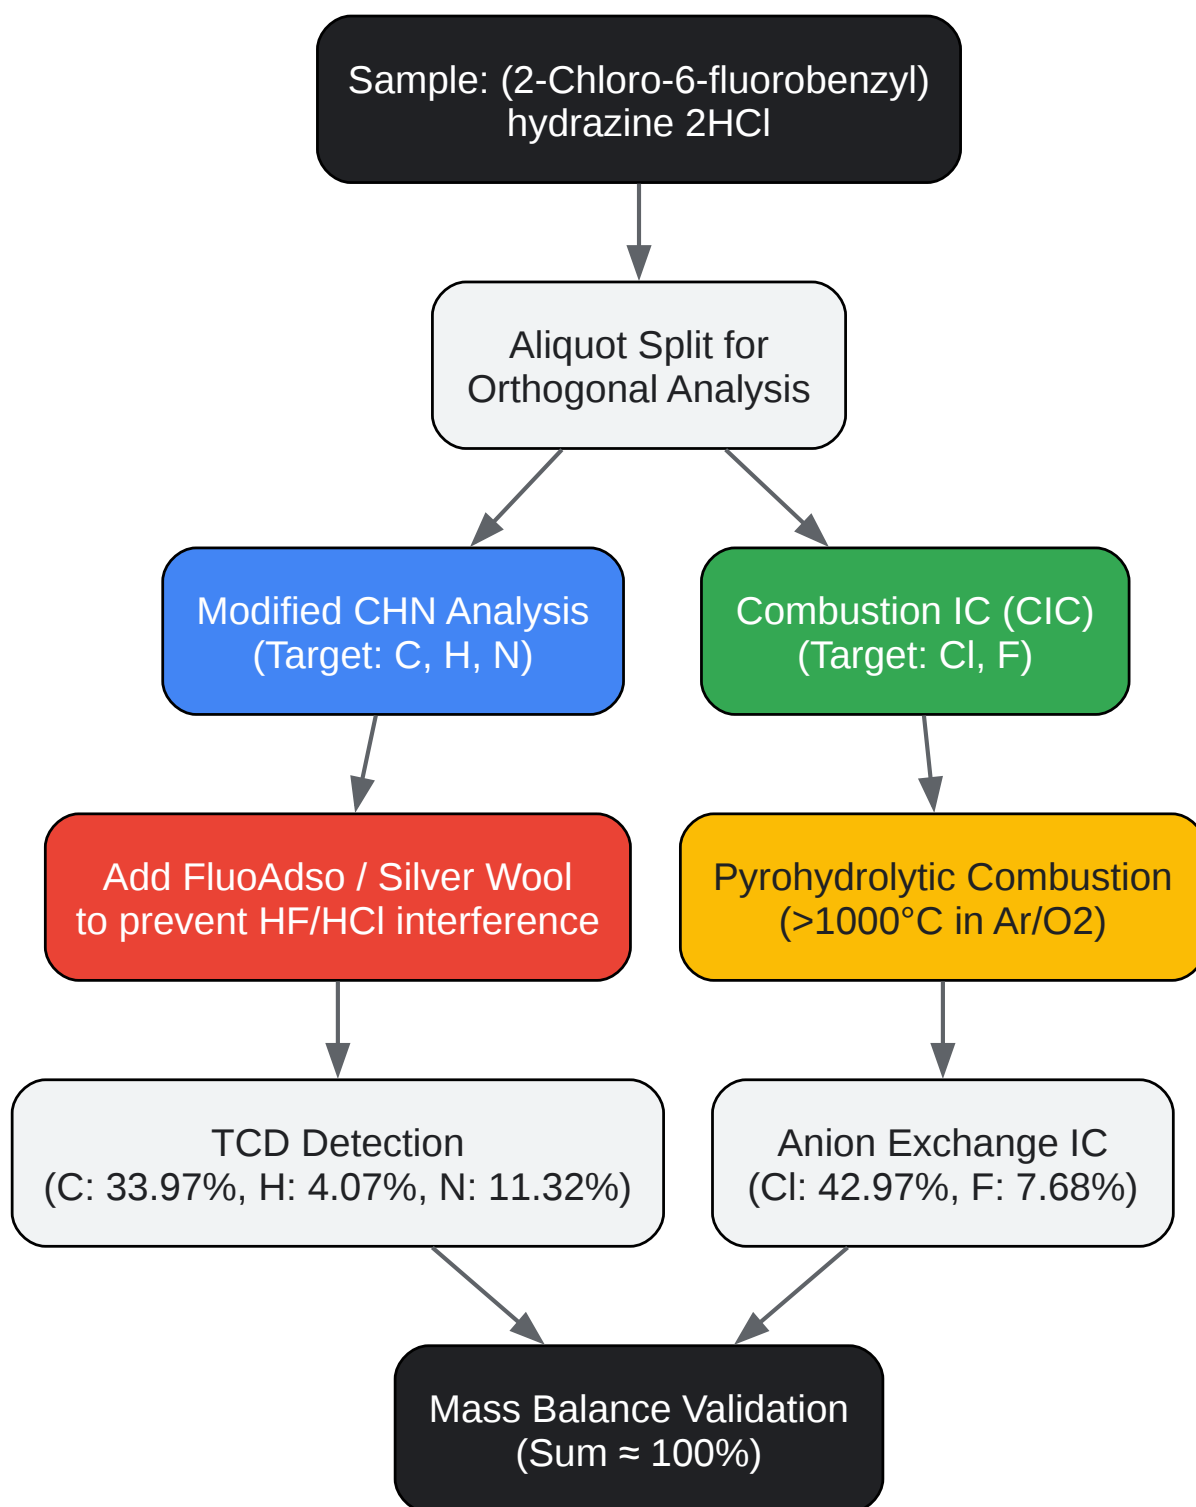 Sample: (2-Chloro-6-fluorobenzyl)
hydrazine 2HCl
Aliquot Split for
Orthogonal Analysis
Modified CHN Analysis
(Target: C, H, N)
Combustion IC (CIC)
(Target: Cl, F)
Add FluoAdso / Silver Wool
to prevent HF/HCl interference
Pyrohydrolytic Combustion
(>1000°C in Ar/O2)
TCD Detection
(C: 33.97%, H: 4.07%, N: 11.32%)
Anion Exchange IC
(Cl: 42.97%, F: 7.68%)
Mass Balance Validation
(Sum ≈ 100%)